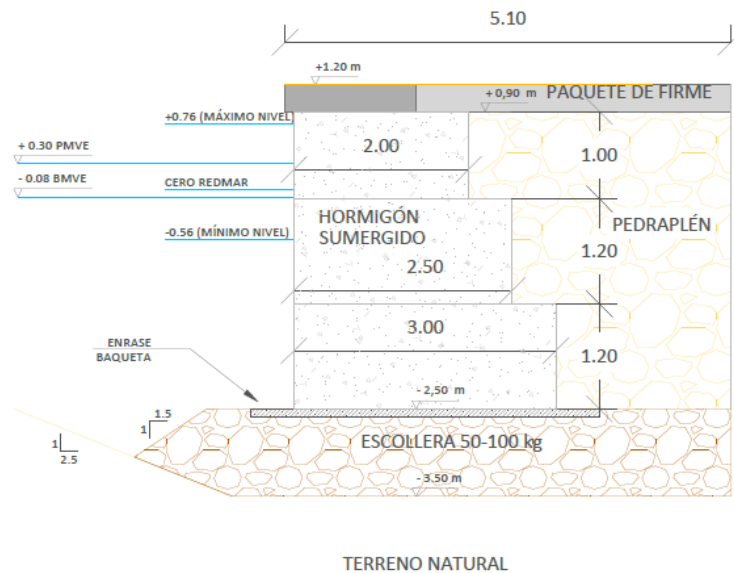 5.10
+1.20 m
+ 0,90 m
PAQUETE DE FIRME
+0.76 (MÁXIMO NIVEL)
2.00
1.00
+ 0.30 PMVE
- 0.08 BMVE
CERO REDMAR
HORMIGÓN
SUMERGIDO
PEDRAPLÉN
-0.56 (MÍNIMO NIVEL)
1.20
2.50
3.00
ENRASE
BAQUETA
1.20
- 2,50 m
1.5
1
1
2.5
ESCOLLERA 50-100 kg
- 3.50 m
TERRENO NATURAL